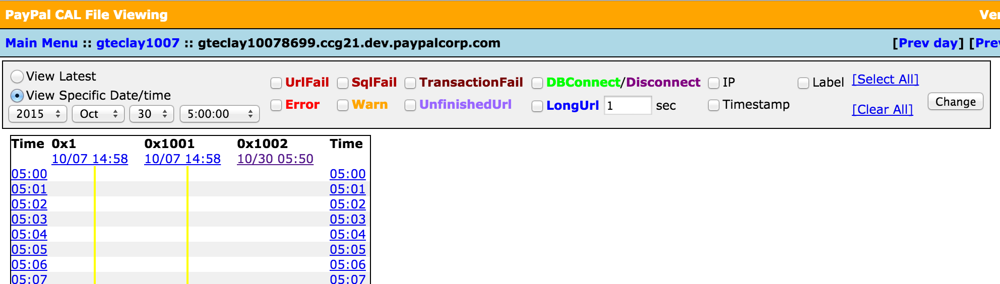 PayPal CAL File Viewing
Main Menu :: gteclay1007 :: gteclay10078699.ccg21.dev.paypalcorp.com [Prev day]
View Latest
View Specific Date/time
2015 Oct 30 5:00:00
UrlFail SqlFail TransactionFail DBConnect/Disconnect IP Label [Select All]
Error Warn UnfinishedUrl LongUrl 1 sec Timestamp [Clear All]
Change
Time 0x1 0x1001 0x1002 Time
10/07 14:58 10/07 14:58 10/30 05:50
05:00 05:00
05:01 05:01
05:02 05:02
05:03 05:03
05:04 05:04
05:05 05:05
05:06 05:06
05:07 05:07